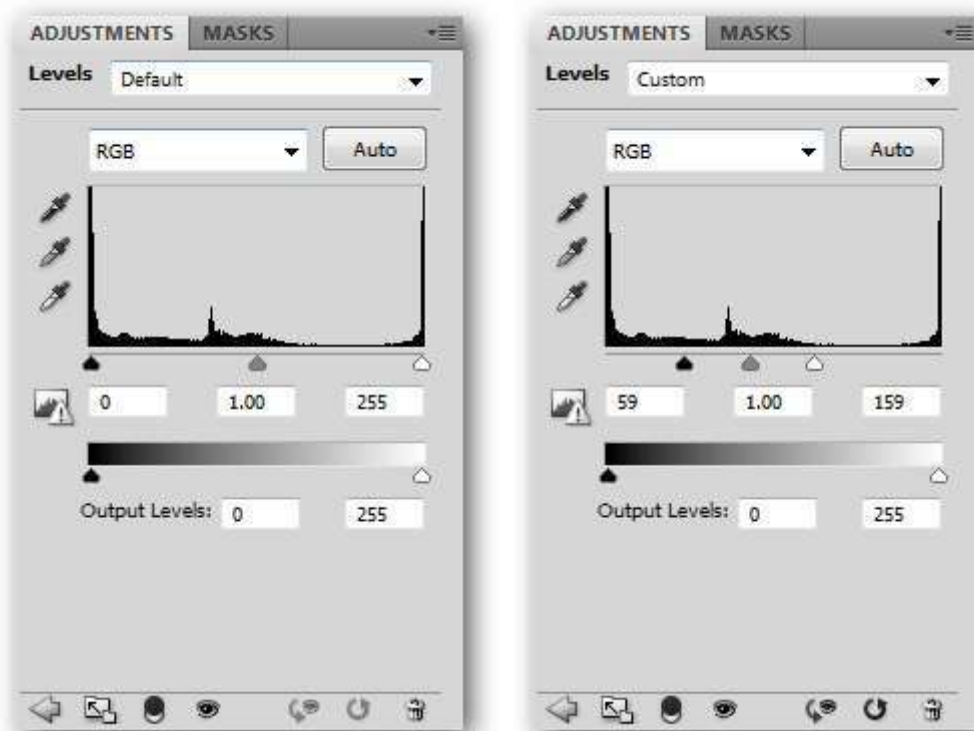 ADJUSTMENTS MASKS
Levels Default
RGB Auto
0 1.00 255
Output Levels: 0 255
ADJUSTMENTS MASKS
Levels Custom
RGB Auto
59 1.00 159
Output Levels: 0 255